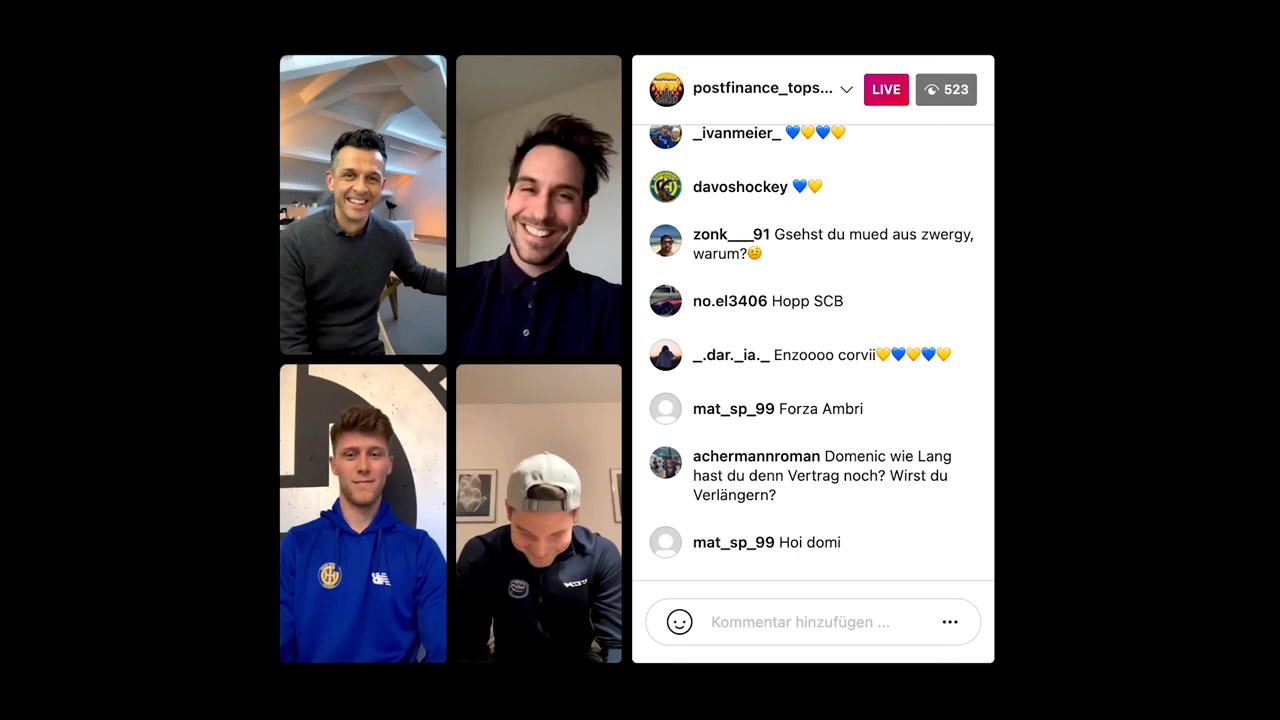 postfinance_tops...
LIVE
523
_ivanmeier_ 💙💛💙💛
davoshockey 💙💛
zonk___91 Gsehst du mued aus zwergy,
warum?🤕
no.el3406 Hopp SCB
_.dar._ia._ Enzoooo corvii💛💙💛💙💛
mat_sp_99 Forza Ambri
achermannroman Domenic wie Lang
hast du denn Vertrag noch? Wirst du
Verlängern?
mat_sp_99 Hoi domi
Kommentar hinzufügen ...